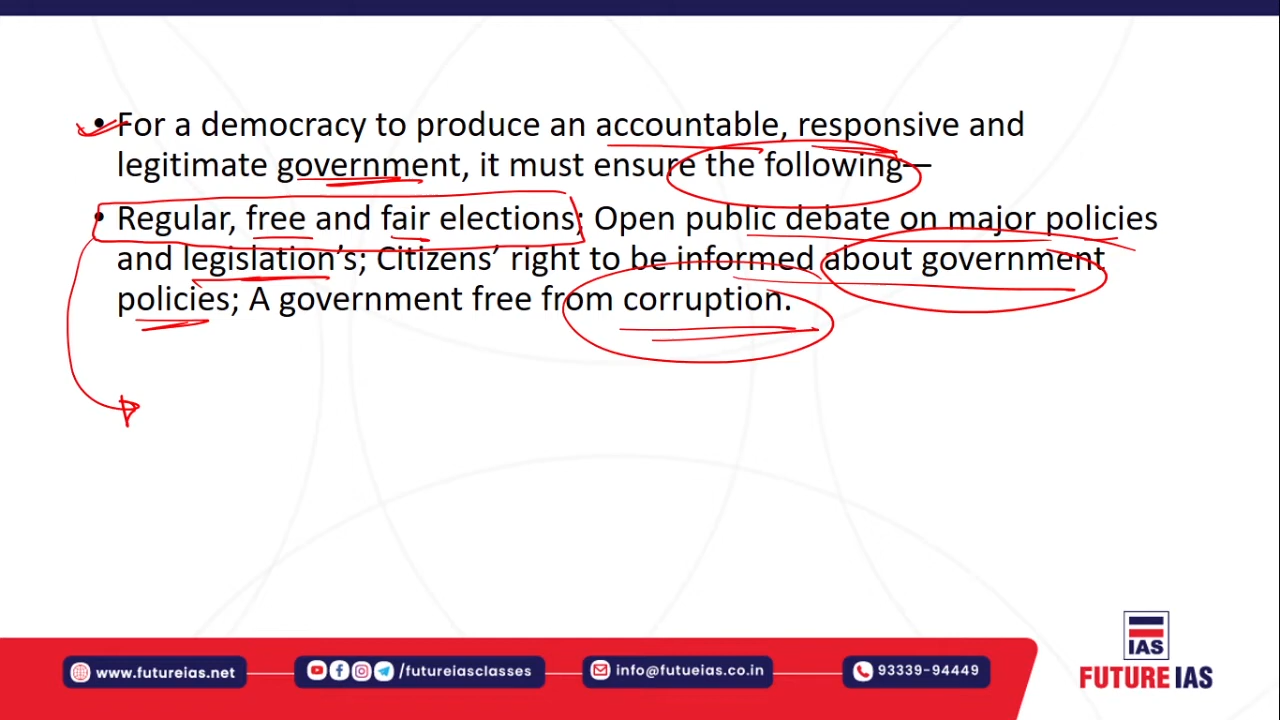 • For a democracy to produce an accountable, responsive and
legitimate government, it must ensure the following—
• Regular, free and fair elections; Open public debate on major policies
and legislation’s; Citizens’ right to be informed about government
policies; A government free from corruption.
IAS
www.futureias.net
/futureiasclasses
info@futueias.co.in
93339-94449
FUTURE IAS